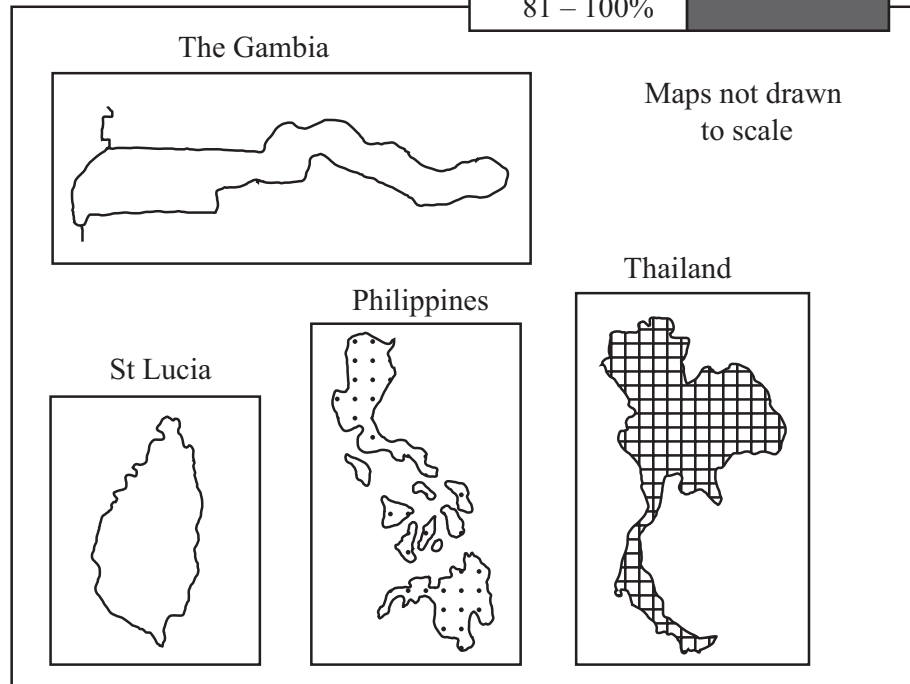 81 – 100%
The Gambia
Maps not drawn
to scale
Thailand
Philippines
St Lucia